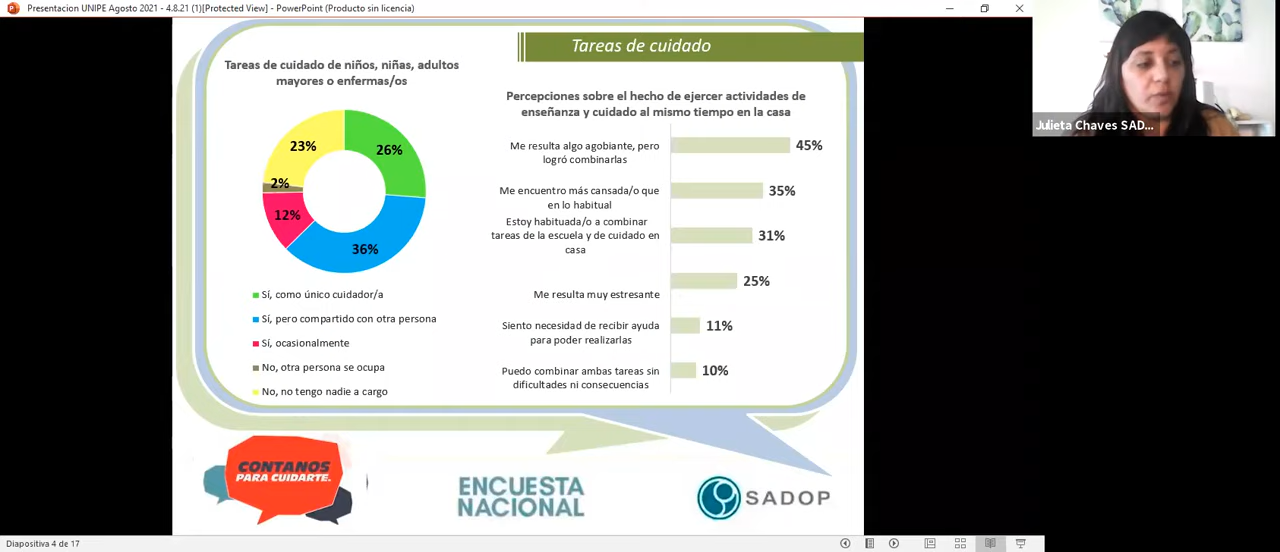 Presentacion UNIPE Agosto 2021 - 4.8.21 (1)[Protected View] - PowerPoint (Producto sin licencia)
Tareas de cuidado
Tareas de cuidado de niños, niñas, adultos
mayores o enfermas/os
23%
26%
2%
12%
36%
Sí, como único cuidador/a
Sí, pero compartido con otra persona
Sí, ocasionalmente
No, otra persona se ocupa
No, no tengo nadie a cargo
Percepciones sobre el hecho de ejercer actividades de
enseñanza y cuidado al mismo tiempo en la casa
Me resulta algo agobiante, pero
logró combinarlas
45%
Me encuentro más cansada/o que
en lo habitual
35%
Estoy habituada/o a combinar
tareas de la escuela y de cuidado en
casa
31%
Me resulta muy estresante
25%
Siento necesidad de recibir ayuda
para poder realizarlas
11%
Puedo combinar ambas tareas sin
dificultades ni consecuencias
10%
CONTANOS
PARA CUIDARTE.
ENCUESTA
NACIONAL
SADOP
Julieta Chaves SAD...
Diapositiva 4 de 17